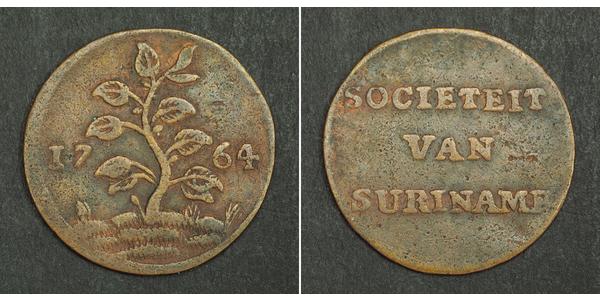 17 64
SOCIETEIT
VAN
SURINAME